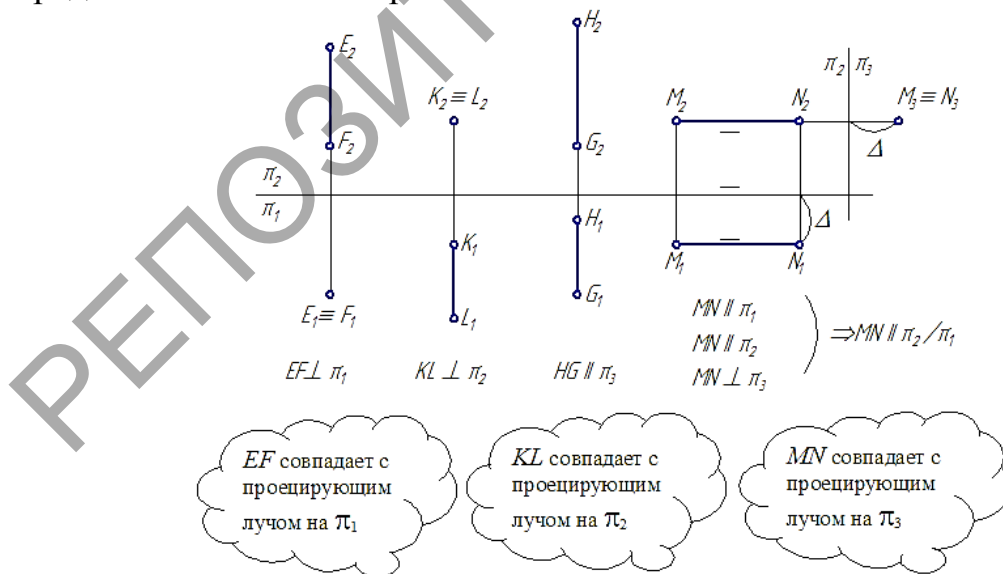 E₂
H₂
π₂ π₃
K₂ ≡ L₂
M₂
N₂
M₃ ≡ N₃
F₂
G₂
Δ
π₂
π₁
H₁
Δ
K₁
M₁
N₁
E₁ ≡ F₁
L₁
G₁
MN ∥ π₁
MN ∥ π₂
⇒ MN ∥ π₂/π₁
MN ⊥ π₃
EF ⊥ π₁
KL ⊥ π₂
HG ∥ π₃
EF совпадает с
проецирующим
лучом на π₁
KL совпадает с
проецирующим
лучом на π₂
MN совпадает с
проецирующим
лучом на π₃
РЕПОЗИТ